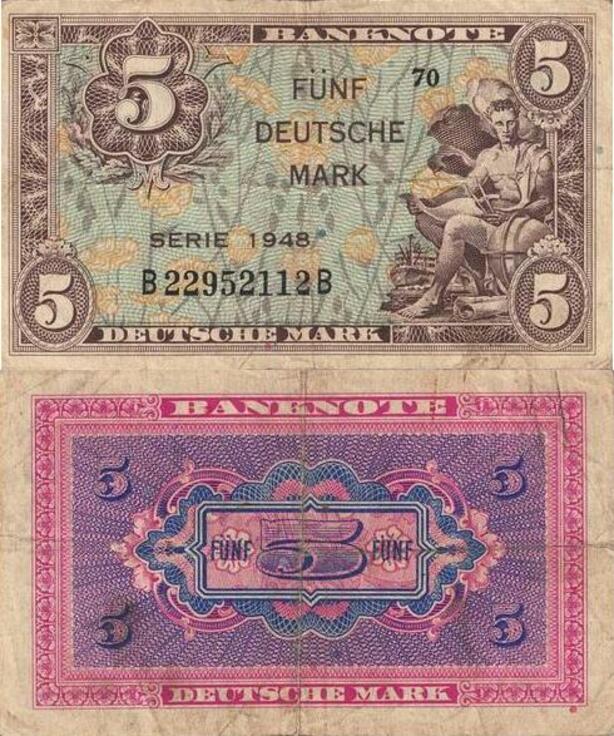 BANKNOTE
5
5
FÜNF 70
DEUTSCHE
MARK
SERIE 1948
B22952112B
5
5
DEUTSCHE MARK
BANKNOTE
5
5
FÜNF 5 FÜNF
5
5
DEUTSCHE MARK